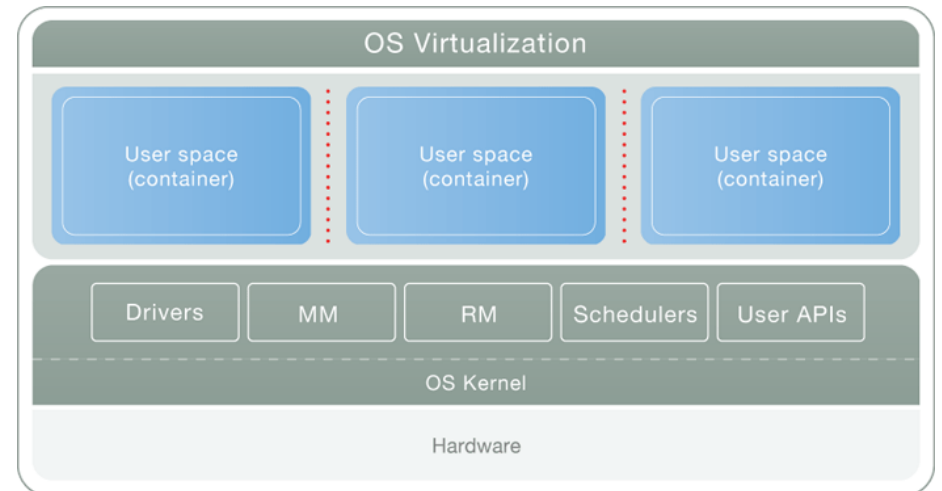 OS Virtualization
User space
(container)
User space
(container)
User space
(container)
Drivers
MM
RM
Schedulers
User APIs
OS Kernel
Hardware